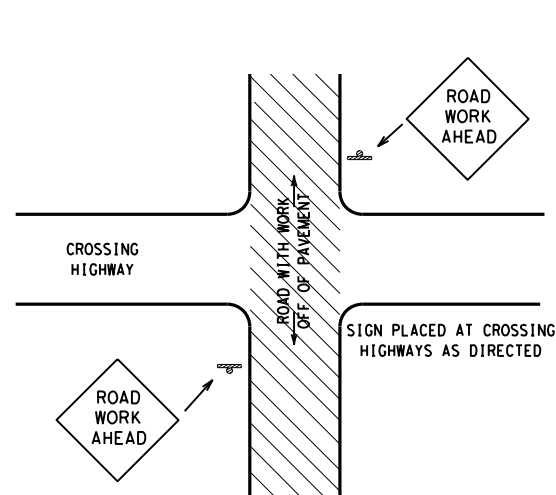 ROAD
WORK
AHEAD
ROAD WITH WORK
OFF OF PAVEMENT
CROSSING
HIGHWAY
SIGN PLACED AT CROSSING
HIGHWAYS AS DIRECTED
ROAD
WORK
AHEAD